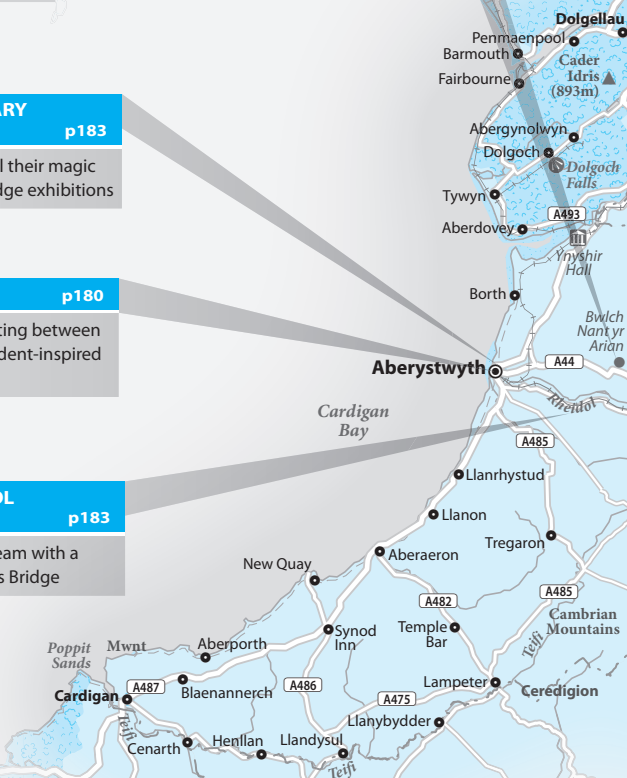 Dolgellau
Penmaenpool
Barmouth
Cader
Idris
(893m)
Fairbourne
ARY
p183
Abergynolwyn
Dolgoch
l their magic
dge exhibitions
Dolgoch
Falls
Tywyn
A493
Aberdovey
Ynyshir
Hall
p180
Borth
ting between
dent-inspired
Bwlch
Nant yr
Arian
Aberystwyth
A44
Rheidol
Cardigan
Bay
A485
Llanrhystud
OL
p183
Llanon
eam with a
s Bridge
Tregaron
Aberaeron
New Quay
A485
A482
Cambrian
Mountains
Temple
Bar
Synod
Inn
Teifi
Aberporth
Mwnt
Poppit
Sands
Lampeter
Ceredigion
A487
Blaenannerch
A486
Cardigan
A475
Llanybydder
Teifi
Cenarth
Henllan
Llandysul
Teifi